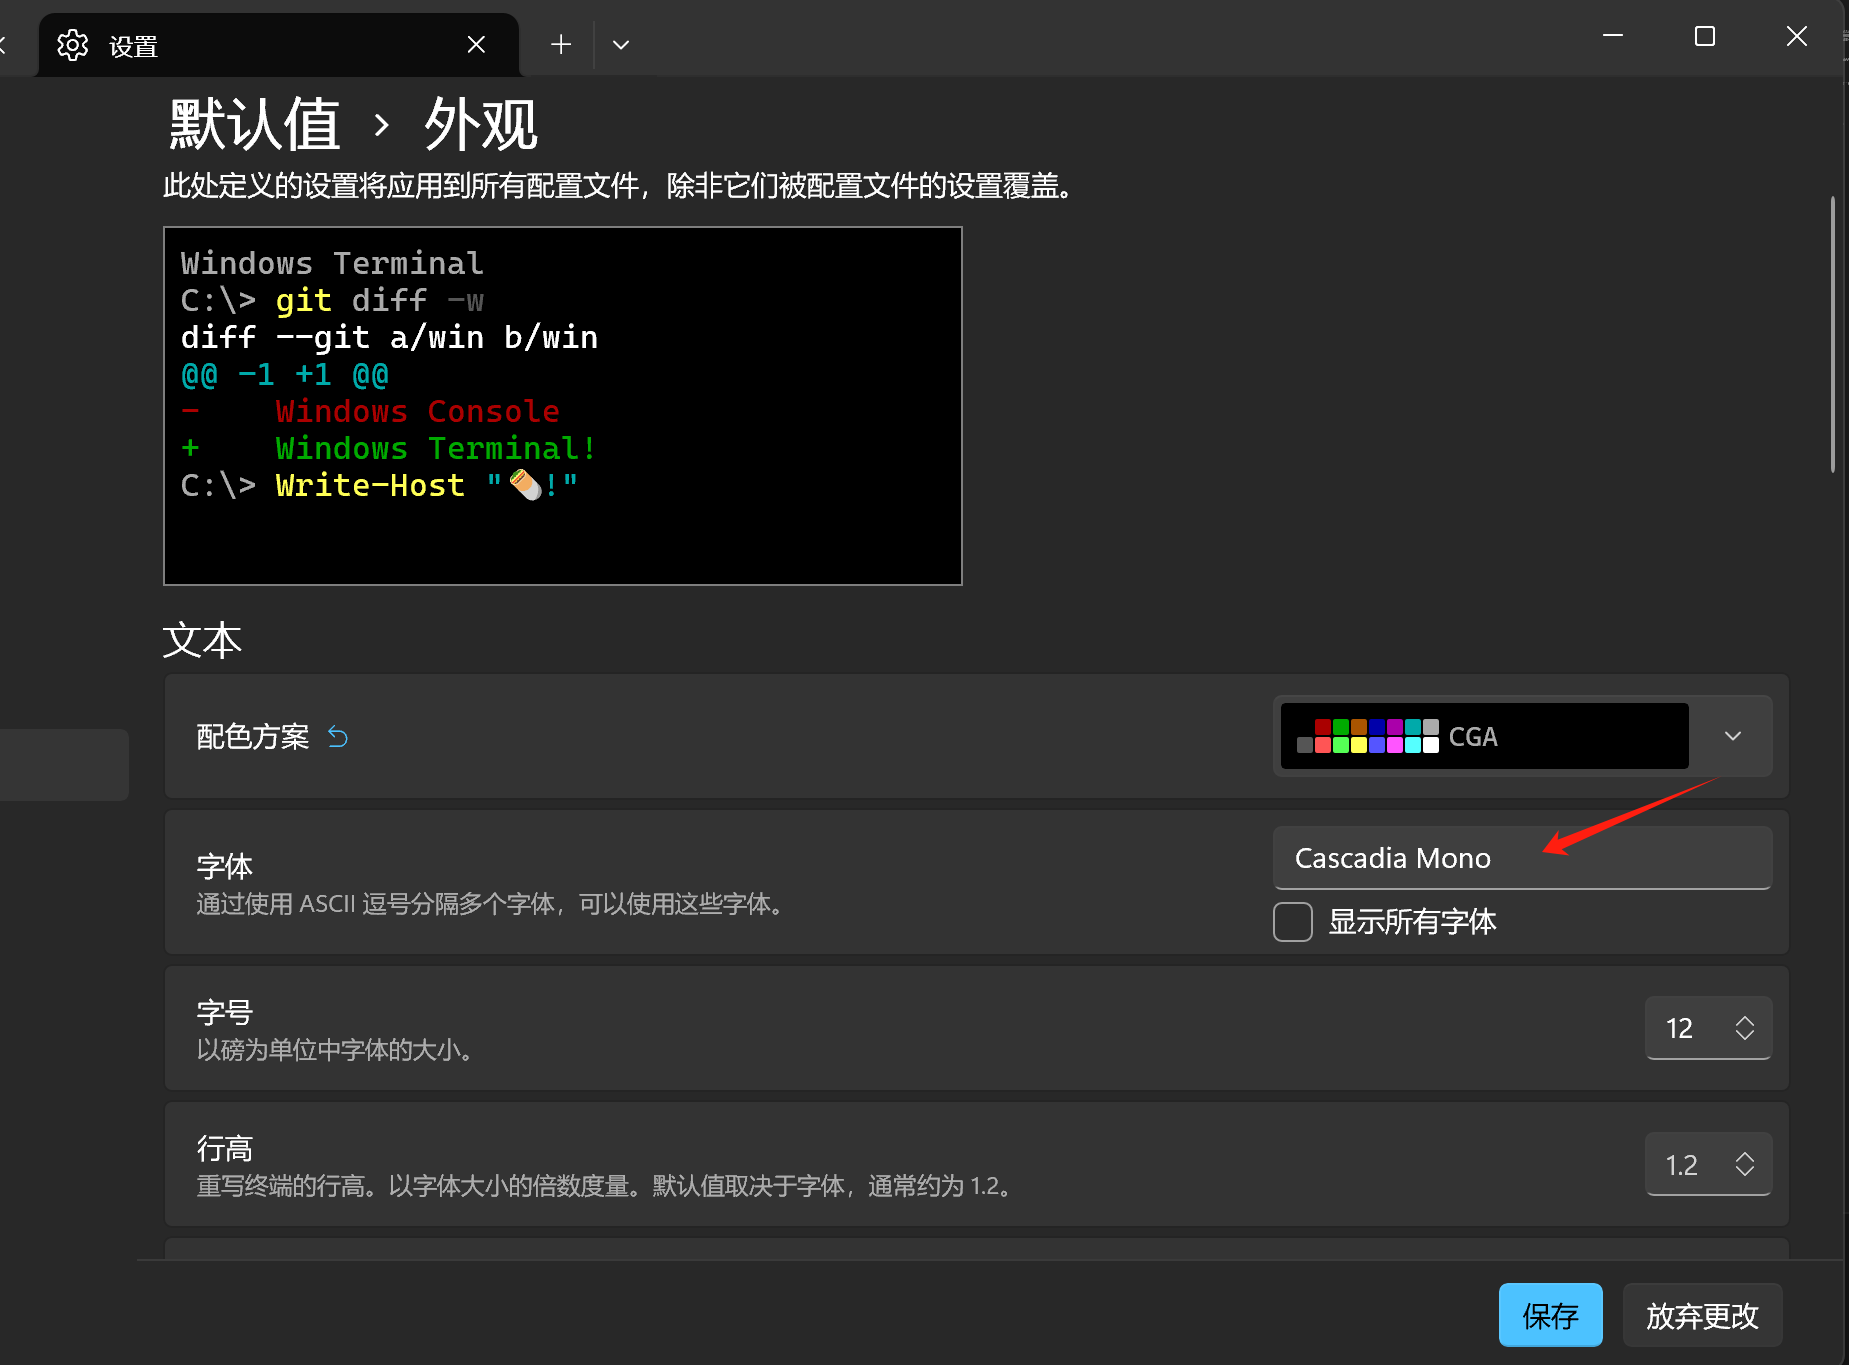 设置
默认值 › 外观
此处定义的设置将应用到所有配置文件，除非它们被配置文件的设置覆盖。
Windows Terminal
C:\> git diff -w
diff --git a/win b/win
@@ -1 +1 @@
-    Windows Console
+    Windows Terminal!
C:\> Write-Host "🌯!"
文本
配色方案
CGA
字体
通过使用 ASCII 逗号分隔多个字体，可以使用这些字体。
Cascadia Mono
显示所有字体
字号
以磅为单位中字体的大小。
12
行高
重写终端的行高。以字体大小的倍数度量。默认值取决于字体，通常约为 1.2。
1.2
保存
放弃更改